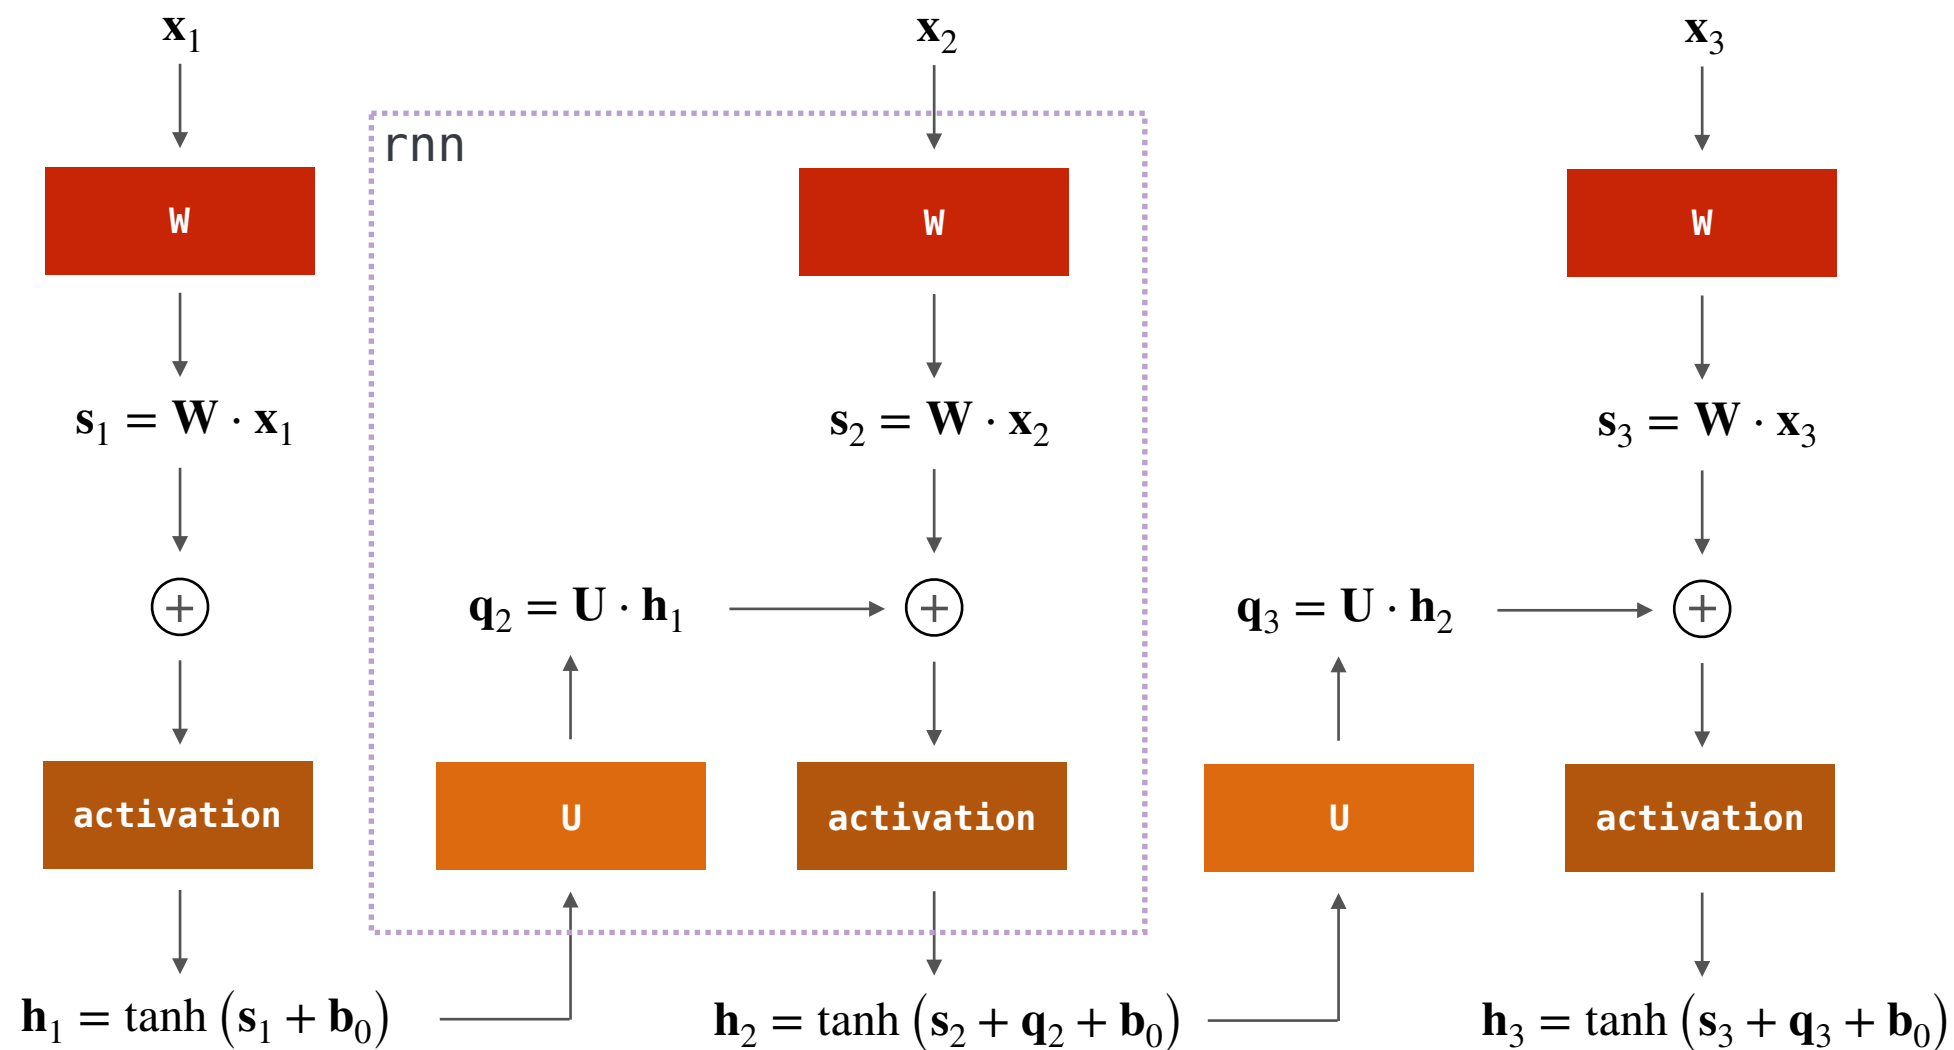 x₁
x₂
x₃
rnn
W
W
W
s₁ = W · x₁
s₂ = W · x₂
s₃ = W · x₃
+
q₂ = U · h₁
+
q₃ = U · h₂
+
activation
U
activation
U
activation
h₁ = tanh (s₁ + b₀)
h₂ = tanh (s₂ + q₂ + b₀)
h₃ = tanh (s₃ + q₃ + b₀)